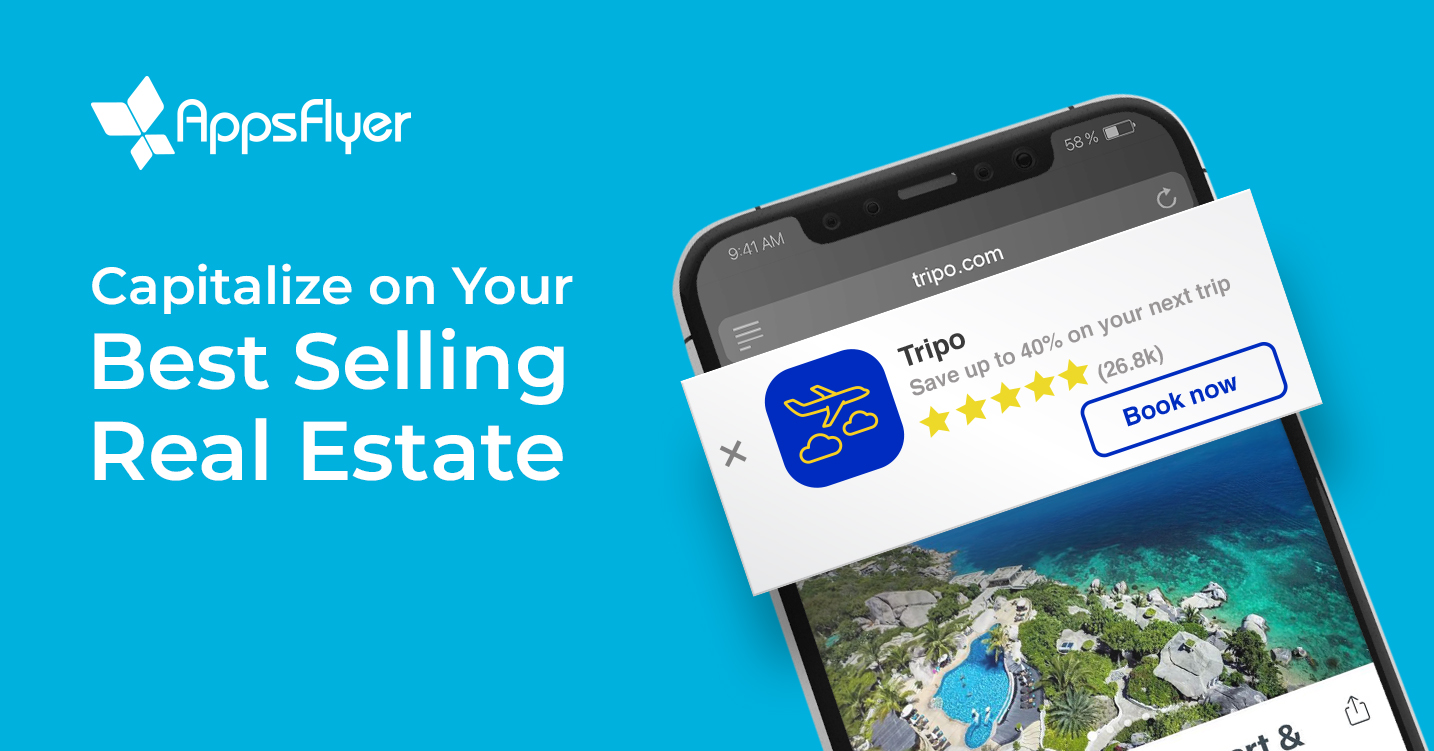 AppsFlyer
Capitalize on Your
Best Selling
Real Estate
9:41 AM
58%
tripo.com
Tripo
Save up to 40% on your next trip
(26.8k)
Book now
&